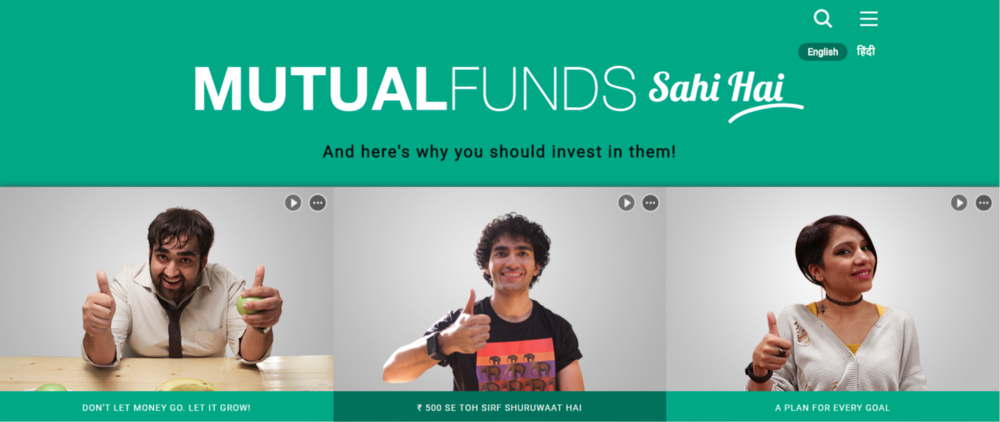 English हिंदी
MUTUALFUNDS Sahi Hai
And here's why you should invest in them!
DON'T LET MONEY GO. LET IT GROW!
₹ 500 SE TOH SIRF SHURUWAAT HAI
A PLAN FOR EVERY GOAL